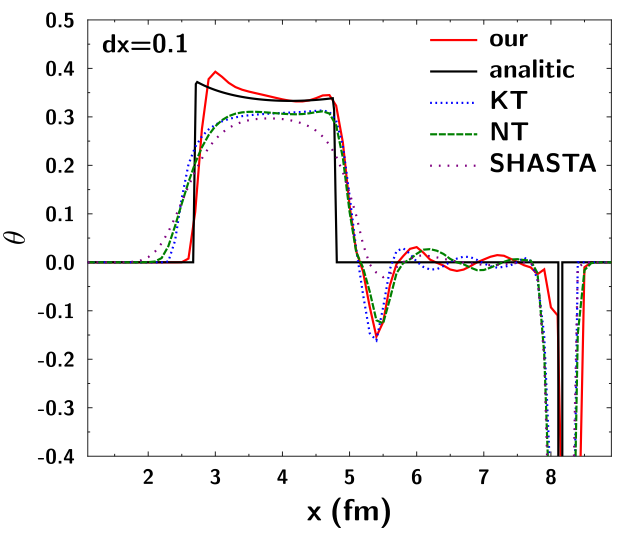 dx=0.1
our
analitic
KT
NT
SHASTA
0.5
0.4
0.3
0.2
0.1
0.0
-0.1
-0.2
-0.3
-0.4
θ
2 3 4 5 6 7 8
x (fm)